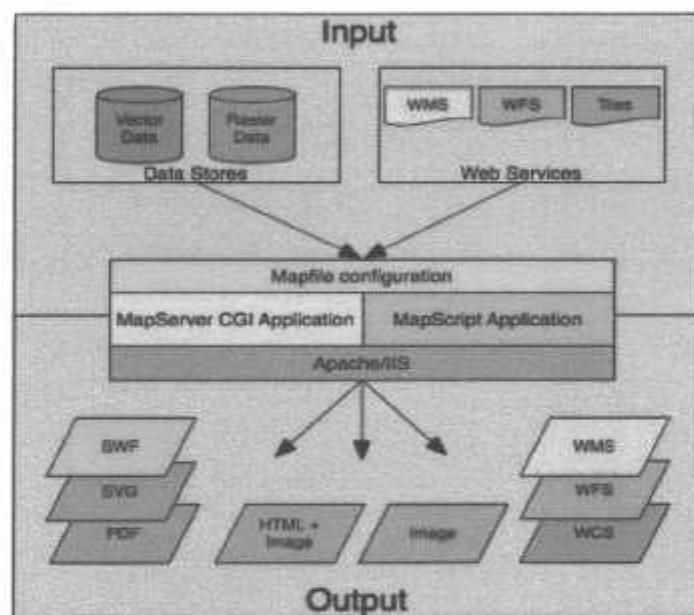 Input
Vector
Data
Raster
Data
Data Stores
WMS
WFS
Tiles
Web Services
Mapfile configuration
MapServer CGI Application
MapScript Application
Apache/IIS
SWF
SVG
PDF
HTML +
Image
Image
WMS
WFS
WCS
Output